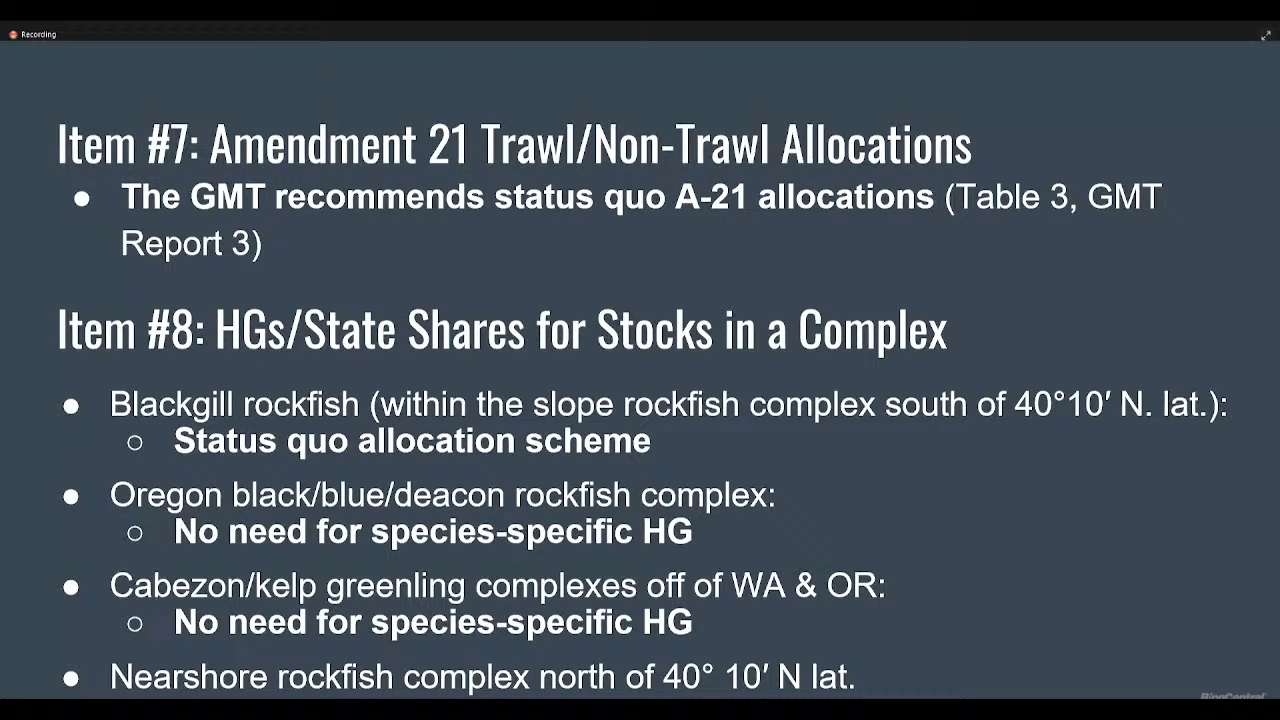 Recording
Item #7: Amendment 21 Trawl/Non-Trawl Allocations
● The GMT recommends status quo A-21 allocations (Table 3, GMT
Report 3)
Item #8: HGs/State Shares for Stocks in a Complex
● Blackgill rockfish (within the slope rockfish complex south of 40°10′ N. lat.):
○ Status quo allocation scheme
● Oregon black/blue/deacon rockfish complex:
○ No need for species-specific HG
● Cabezon/kelp greenling complexes off of WA & OR:
○ No need for species-specific HG
● Nearshore rockfish complex north of 40° 10′ N lat.
RingCentral